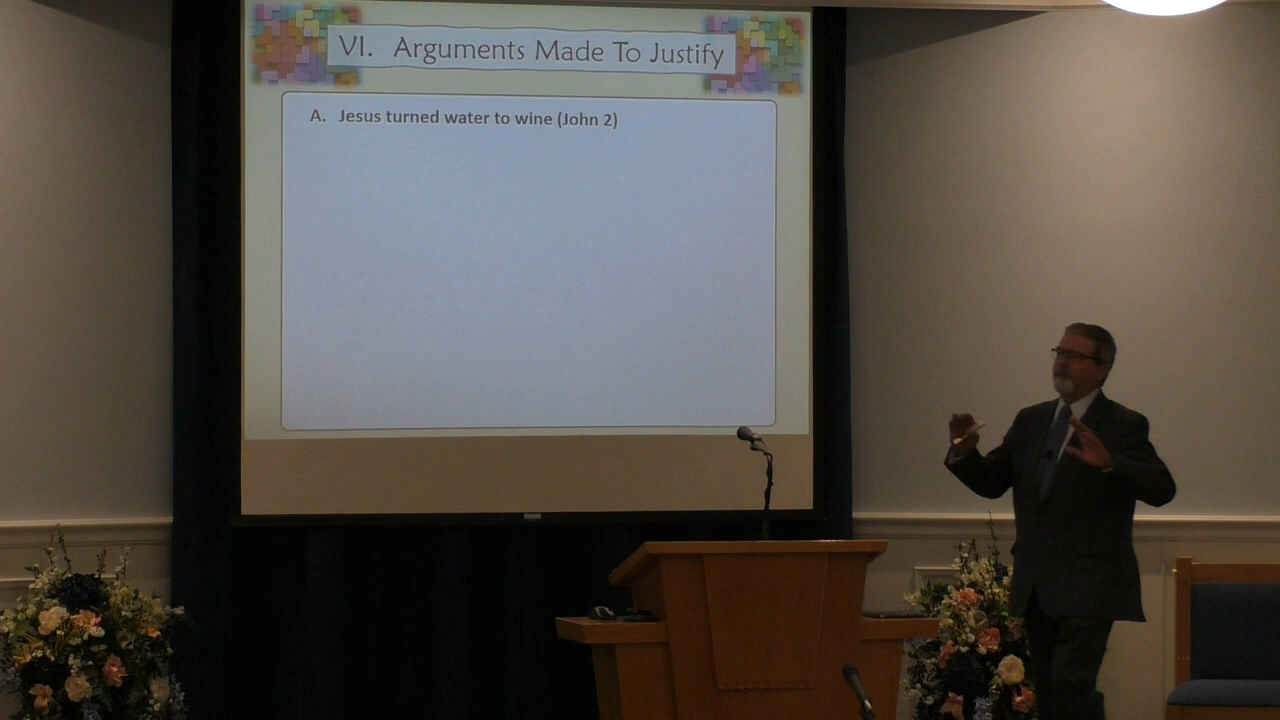 VI. Arguments Made To Justify
A. Jesus turned water to wine (John 2)